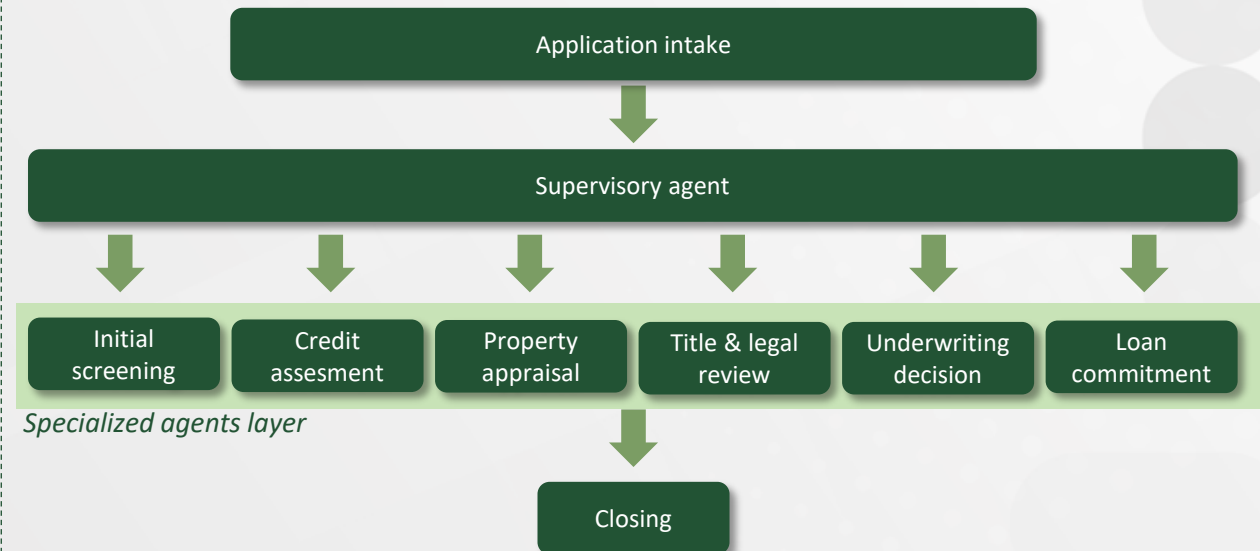 Application intake
Supervisory agent
Initial
screening
Credit
assesment
Property
appraisal
Title & legal
review
Underwriting
decision
Loan
commitment
Specialized agents layer
Closing